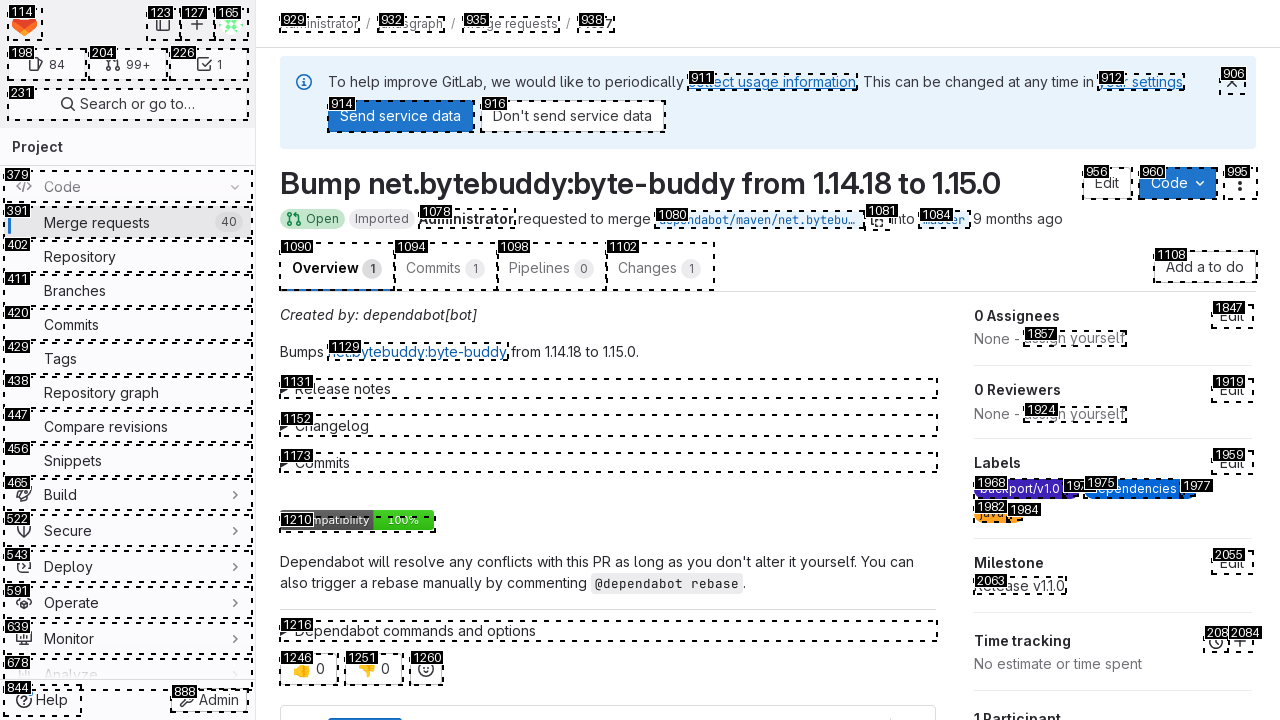 114
123
127
165
198
84
204
99+
226
1
231
Search or go to…
Project
379
Code
391
Merge requests
40
402
Repository
411
Branches
420
Commits
429
Tags
438
Repository graph
447
Compare revisions
456
Snippets
465
Build
522
Secure
543
Deploy
591
Operate
639
Monitor
678
Analyze
844
Help
888
Admin
929
932
/
935
Merge requests
/
938
/
To help improve GitLab, we would like to periodically
911
collect usage information
. This can be changed at any time in
912
your settings
.
906
914
Send service data
916
Don't send service data
Bump net.bytebuddy:byte-buddy from 1.14.18 to 1.15.0
956
Edit
960
Code
995
Open
Imported
1078
Administrator
requested to merge
1080
dependabot/maven/net.bytebu…
1081
into
1084
master
9 months ago
1090
Overview 1
1094
Commits 1
1098
Pipelines 0
1102
Changes 1
1108
Add a to do
Created by: dependabot[bot]
Bumps
1129
net.bytebuddy:byte-buddy
from 1.14.18 to 1.15.0.
1131
Release notes
1152
Changelog
1173
Commits
1210
100%
Dependabot will resolve any conflicts with this PR as long as you don't alter it yourself. You can
also trigger a rebase manually by commenting @dependabot rebase.
1216
Dependabot commands and options
1246
👍 0
1251
👎 0
1260
0 Assignees
1847
Edit
None -
1857
assign yourself
0 Reviewers
1919
Edit
None -
1924
assign yourself
Labels
1959
Edit
1968
backport/v1.0
1975
dependencies
1977
1982
java
1984
Milestone
2055
Edit
2063
Release v1.1.0
Time tracking
2084
No estimate or time spent
1 Participant